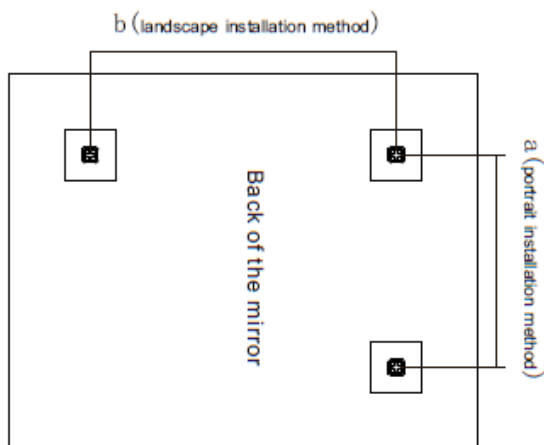 b (landscape installation method)
Back of the mirror
a (portrait installation method)